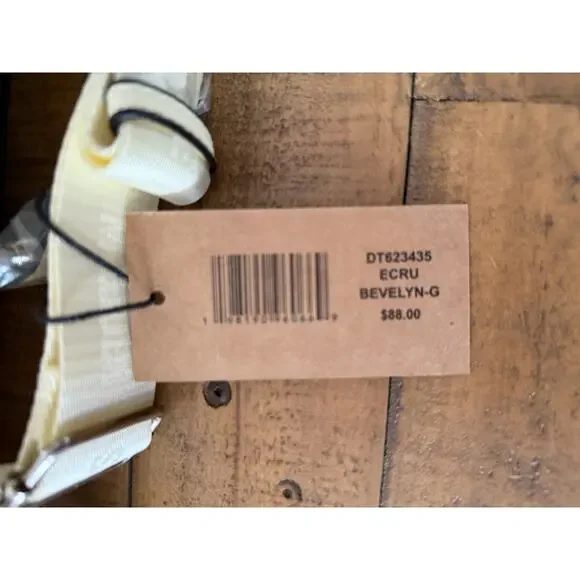 DT623435
ECRU
BEVELYN-G
$88.00